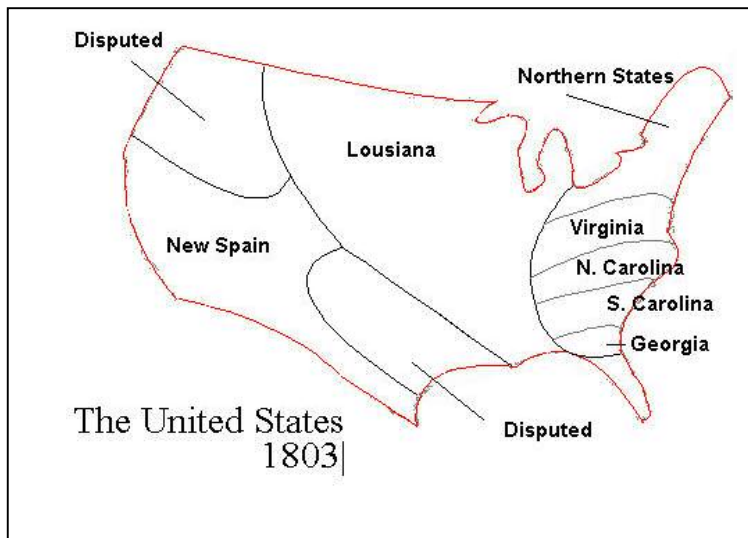 Disputed
Northern States
Lousiana
Virginia
New Spain
N. Carolina
S. Carolina
Georgia
The United States
Disputed
1803